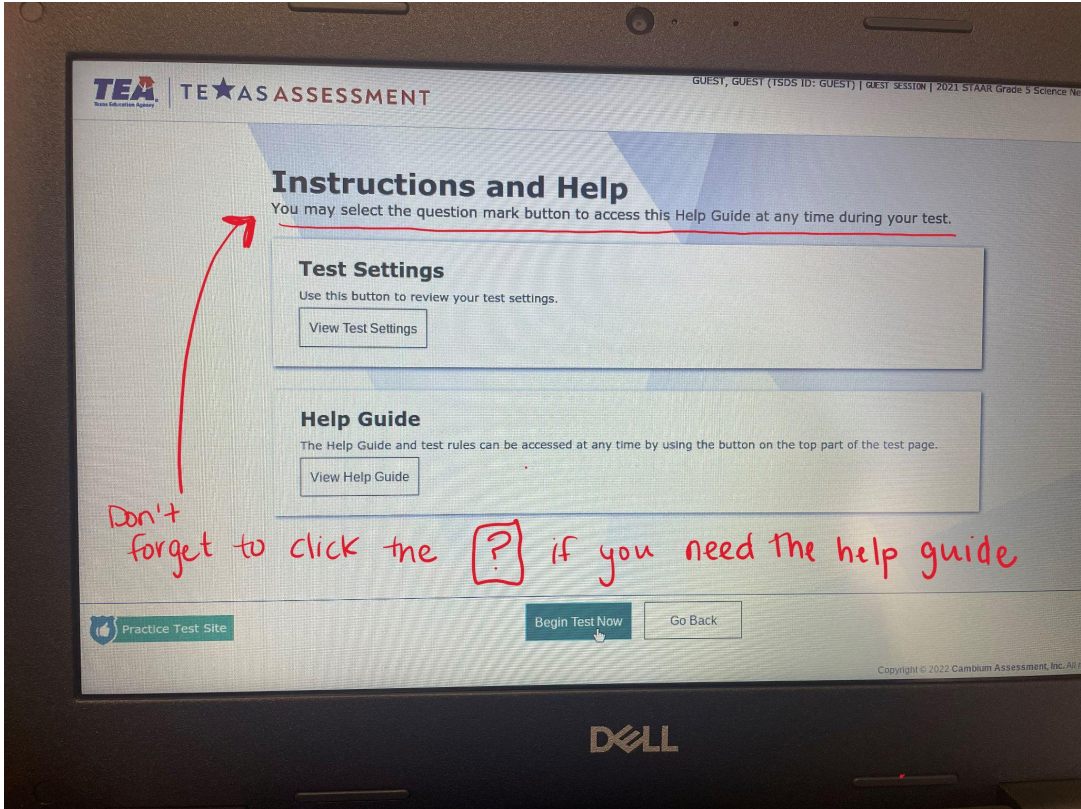 TEA
Texas Education Agency
TEXAS ASSESSMENT
GUEST, GUEST (TSDS ID: GUEST) | GUEST SESSION | 2021 STAAR Grade 5 Science
Instructions and Help
You may select the question mark button to access this Help Guide at any time during your test.
Test Settings
Use this button to review your test settings.
View Test Settings
Help Guide
The Help Guide and test rules can be accessed at any time by using the button on the top part of the test page.
View Help Guide
Don't
forget to click the ? if you need the help guide
Practice Test Site
Begin Test Now
Go Back
Copyright © 2022 Cambium Assessment, Inc. All
DELL